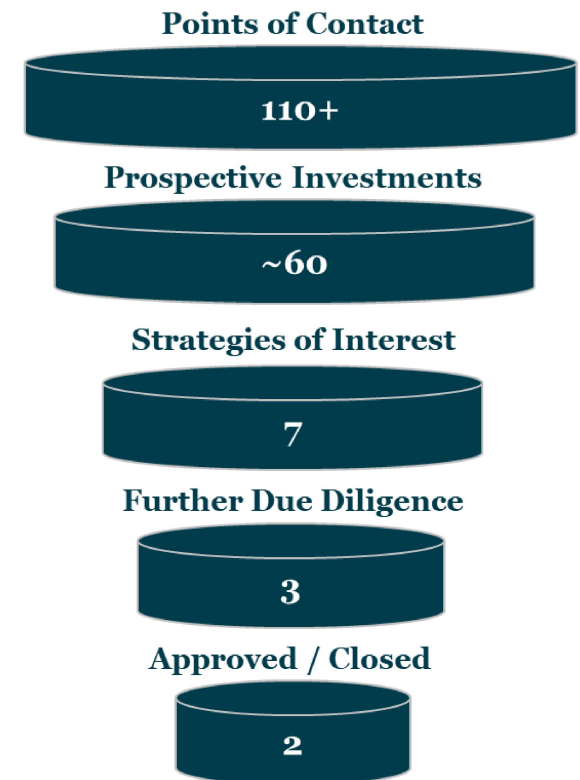 Points of Contact
110+
Prospective Investments
~60
Strategies of Interest
7
Further Due Diligence
3
Approved / Closed
2